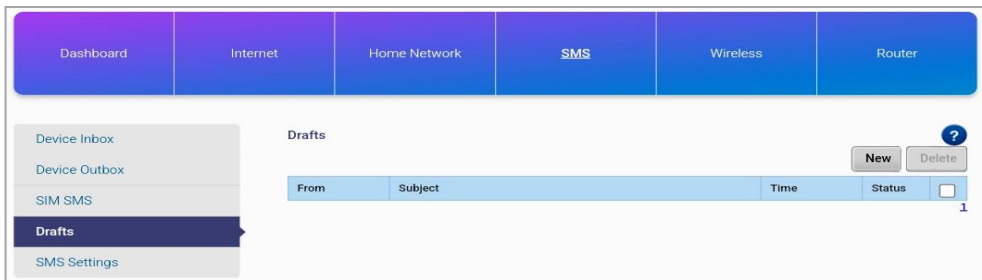 Dashboard Internet Home Network SMS Wireless Router
Device Inbox
Device Outbox
SIM SMS
Drafts
SMS Settings
Drafts
?
New Delete
From Subject Time Status
1